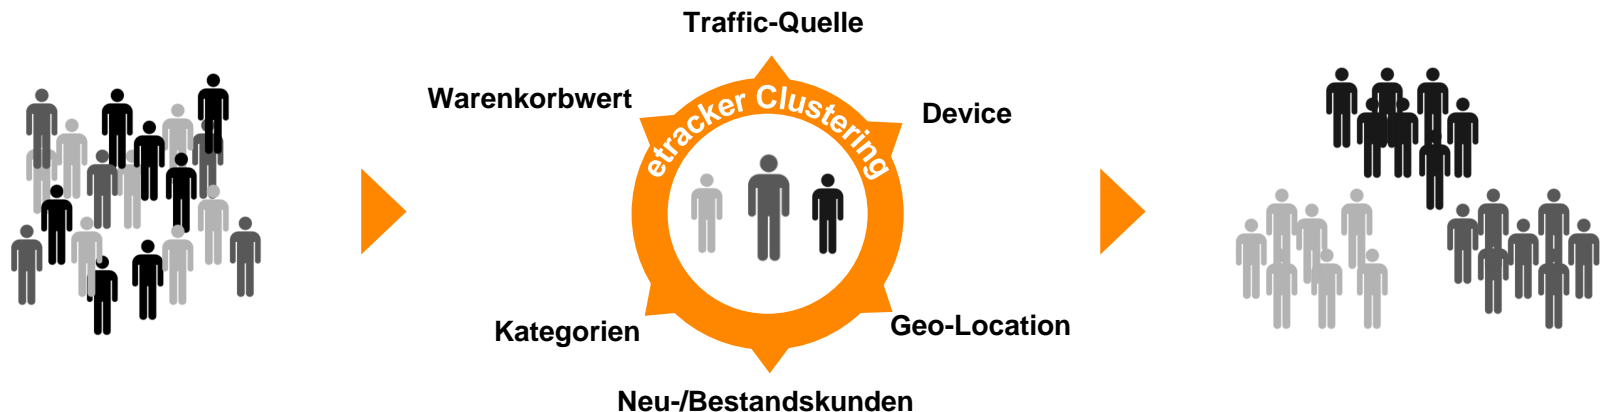 Traffic-Quelle
Warenkorbwert
etracker Clustering
Device
Kategorien
Geo-Location
Neu-/Bestandskunden